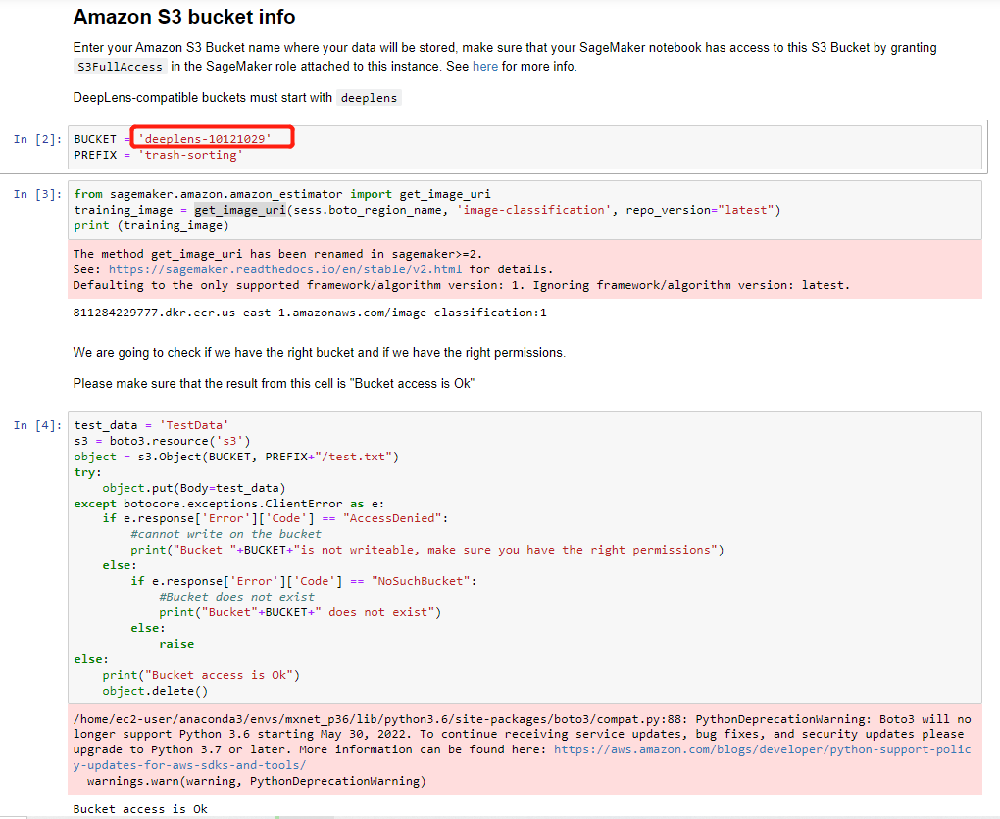 Amazon S3 bucket info
Enter your Amazon S3 Bucket name where your data will be stored, make sure that your SageMaker notebook has access to this S3 Bucket by granting
S3FullAccess in the SageMaker role attached to this instance. See here for more info.
DeepLens-compatible buckets must start with deeplens
In [2]: BUCKET = 'deeplens-10121029'
PREFIX = 'trash-sorting'
In [3]: from sagemaker.amazon.amazon_estimator import get_image_uri
training_image = get_image_uri(sess.boto_region_name, 'image-classification', repo_version="latest")
print (training_image)
The method get_image_uri has been renamed in sagemaker>=2.
See: https://sagemaker.readthedocs.io/en/stable/v2.html for details.
Defaulting to the only supported framework/algorithm version: 1. Ignoring framework/algorithm version: latest.
811284229777.dkr.ecr.us-east-1.amazonaws.com/image-classification:1
We are going to check if we have the right bucket and if we have the right permissions.
Please make sure that the result from this cell is "Bucket access is Ok"
In [4]: test_data = 'TestData'
s3 = boto3.resource('s3')
object = s3.Object(BUCKET, PREFIX+"/test.txt")
try:
    object.put(Body=test_data)
except botocore.exceptions.ClientError as e:
    if e.response['Error']['Code'] == "AccessDenied":
        #cannot write on the bucket
        print("Bucket "+BUCKET+"is not writeable, make sure you have the right permissions")
    else:
        if e.response['Error']['Code'] == "NoSuchBucket":
            #Bucket does not exist
            print("Bucket"+BUCKET+" does not exist")
        else:
            raise
else:
    print("Bucket access is Ok")
    object.delete()
/home/ec2-user/anaconda3/envs/mxnet_p36/lib/python3.6/site-packages/boto3/compat.py:88: PythonDeprecationWarning: Boto3 will no
longer support Python 3.6 starting May 30, 2022. To continue receiving service updates, bug fixes, and security updates please
upgrade to Python 3.7 or later. More information can be found here: https://aws.amazon.com/blogs/developer/python-support-polic
y-updates-for-aws-sdks-and-tools/
  warnings.warn(warning, PythonDeprecationWarning)
Bucket access is Ok